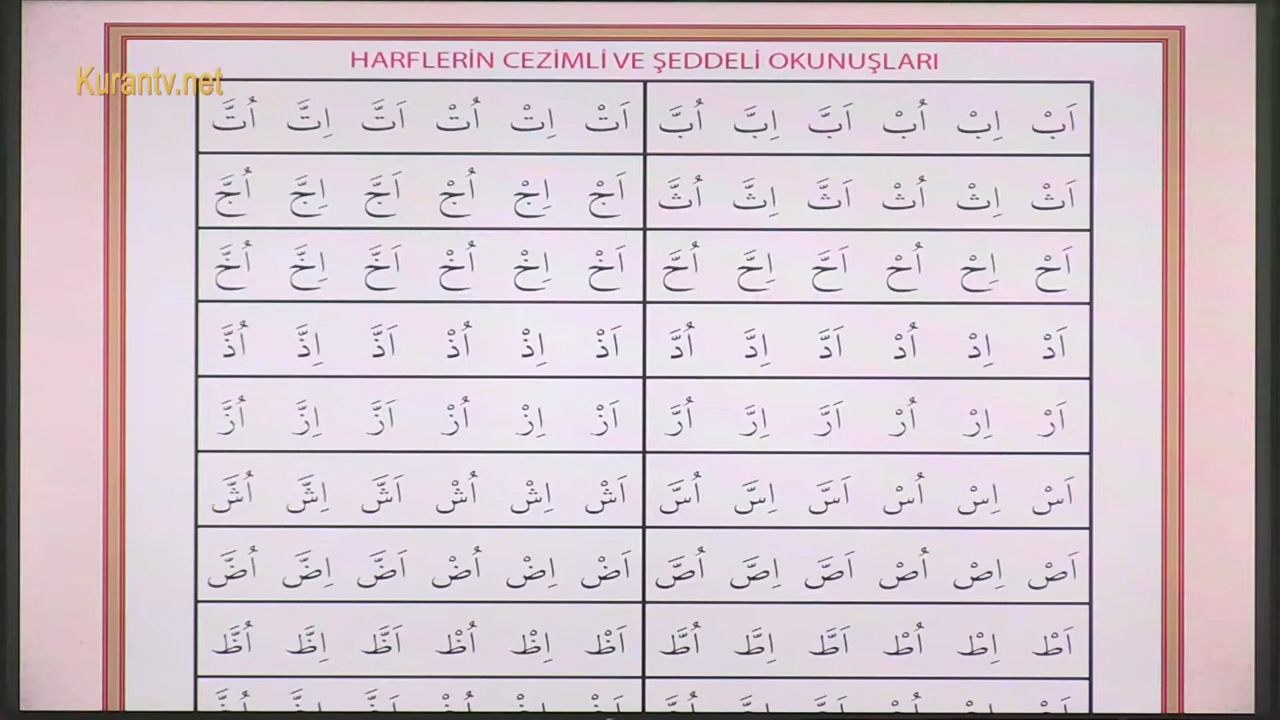 HARFLERİN CEZİMLİ VE ŞEDDELİ OKUNUŞLARI
Kurantv.net
اَبْ اِبْ اُبْ اَبَّ اِبَّ اُبَّ اَتْ اِتْ اُتْ اَتَّ اِتَّ اُتَّ
اَثْ اِثْ اُثْ اَثَّ اِثَّ اُثَّ اَجْ اِجْ اُجْ اَجَّ اِجَّ اُجَّ
اَحْ اِحْ اُحْ اَحَّ اِحَّ اُحَّ اَخْ اِخْ اُخْ اَخَّ اِخَّ اُخَّ
اَدْ اِدْ اُدْ اَدَّ اِدَّ اُدَّ اَذْ اِذْ اُذْ اَذَّ اِذَّ اُذَّ
اَرْ اِرْ اُرْ اَرَّ اِرَّ اُرَّ اَزْ اِزْ اُزْ اَزَّ اِزَّ اُزَّ
اَسْ اِسْ اُسْ اَسَّ اِسَّ اُسَّ اَشْ اِشْ اُشْ اَشَّ اِشَّ اُشَّ
اَصْ اِصْ اُصْ اَصَّ اِصَّ اُصَّ اَضْ اِضْ اُضْ اَضَّ اِضَّ اُضَّ
اَطْ اِطْ اُطْ اَطَّ اِطَّ اُطَّ اَظْ اِظْ اُظْ اَظَّ اِظَّ اُظَّ